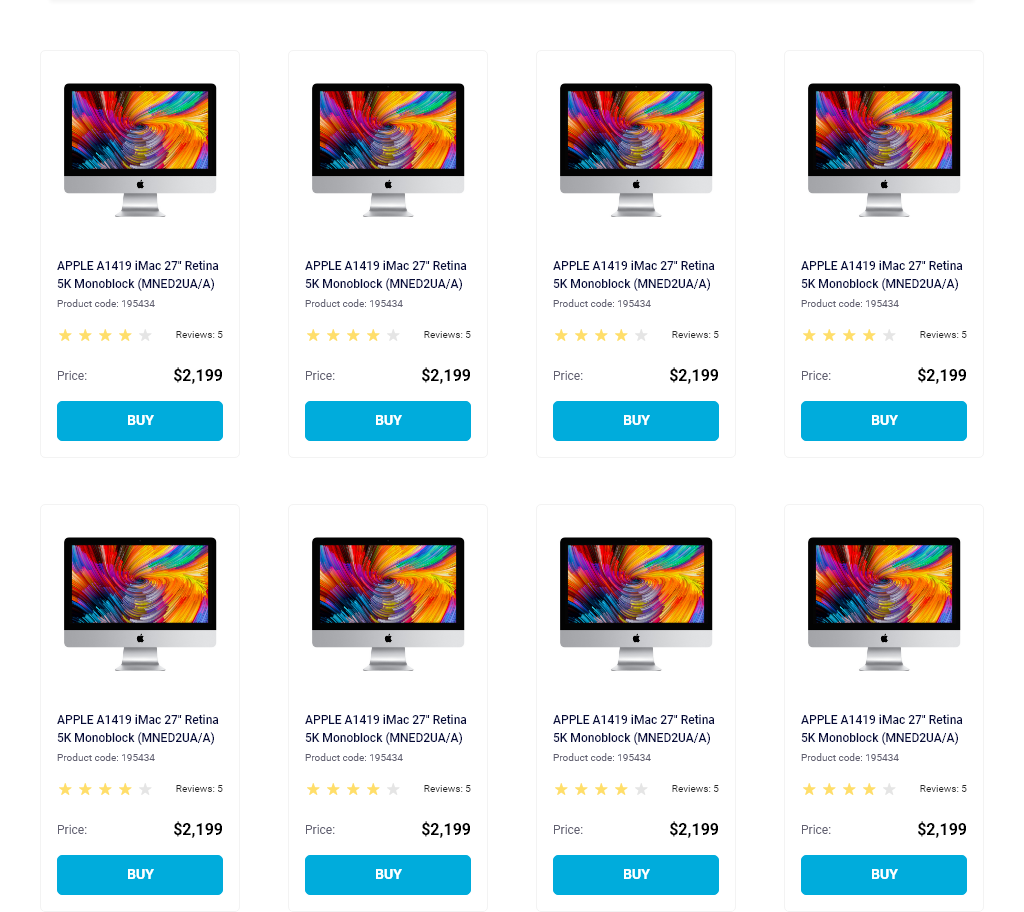 APPLE A1419 iMac 27" Retina
5K Monoblock (MNED2UA/A)
Product code: 195434
Reviews: 5
Price: $2,199
BUY
APPLE A1419 iMac 27" Retina
5K Monoblock (MNED2UA/A)
Product code: 195434
Reviews: 5
Price: $2,199
BUY
APPLE A1419 iMac 27" Retina
5K Monoblock (MNED2UA/A)
Product code: 195434
Reviews: 5
Price: $2,199
BUY
APPLE A1419 iMac 27" Retina
5K Monoblock (MNED2UA/A)
Product code: 195434
Reviews: 5
Price: $2,199
BUY
APPLE A1419 iMac 27" Retina
5K Monoblock (MNED2UA/A)
Product code: 195434
Reviews: 5
Price: $2,199
BUY
APPLE A1419 iMac 27" Retina
5K Monoblock (MNED2UA/A)
Product code: 195434
Reviews: 5
Price: $2,199
BUY
APPLE A1419 iMac 27" Retina
5K Monoblock (MNED2UA/A)
Product code: 195434
Reviews: 5
Price: $2,199
BUY
APPLE A1419 iMac 27" Retina
5K Monoblock (MNED2UA/A)
Product code: 195434
Reviews: 5
Price: $2,199
BUY